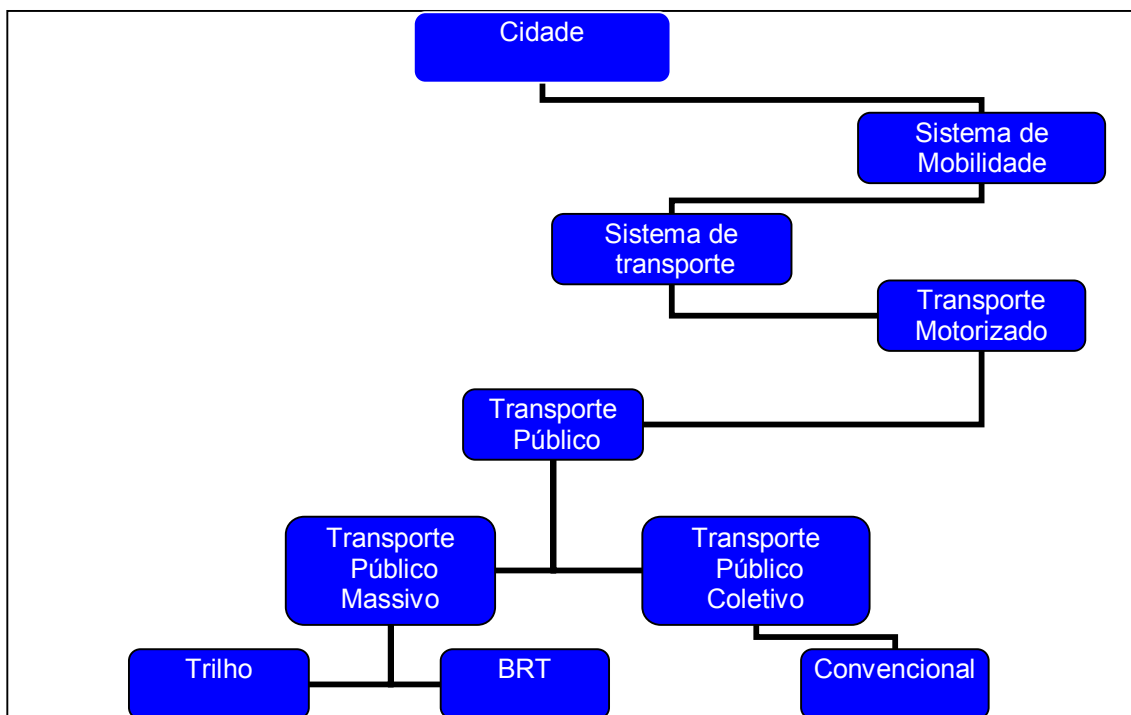 Cidade
Sistema de
Mobilidade
Sistema de
transporte
Transporte
Motorizado
Transporte
Público
Transporte
Público
Massivo
Transporte
Público
Coletivo
Trilho
BRT
Convencional